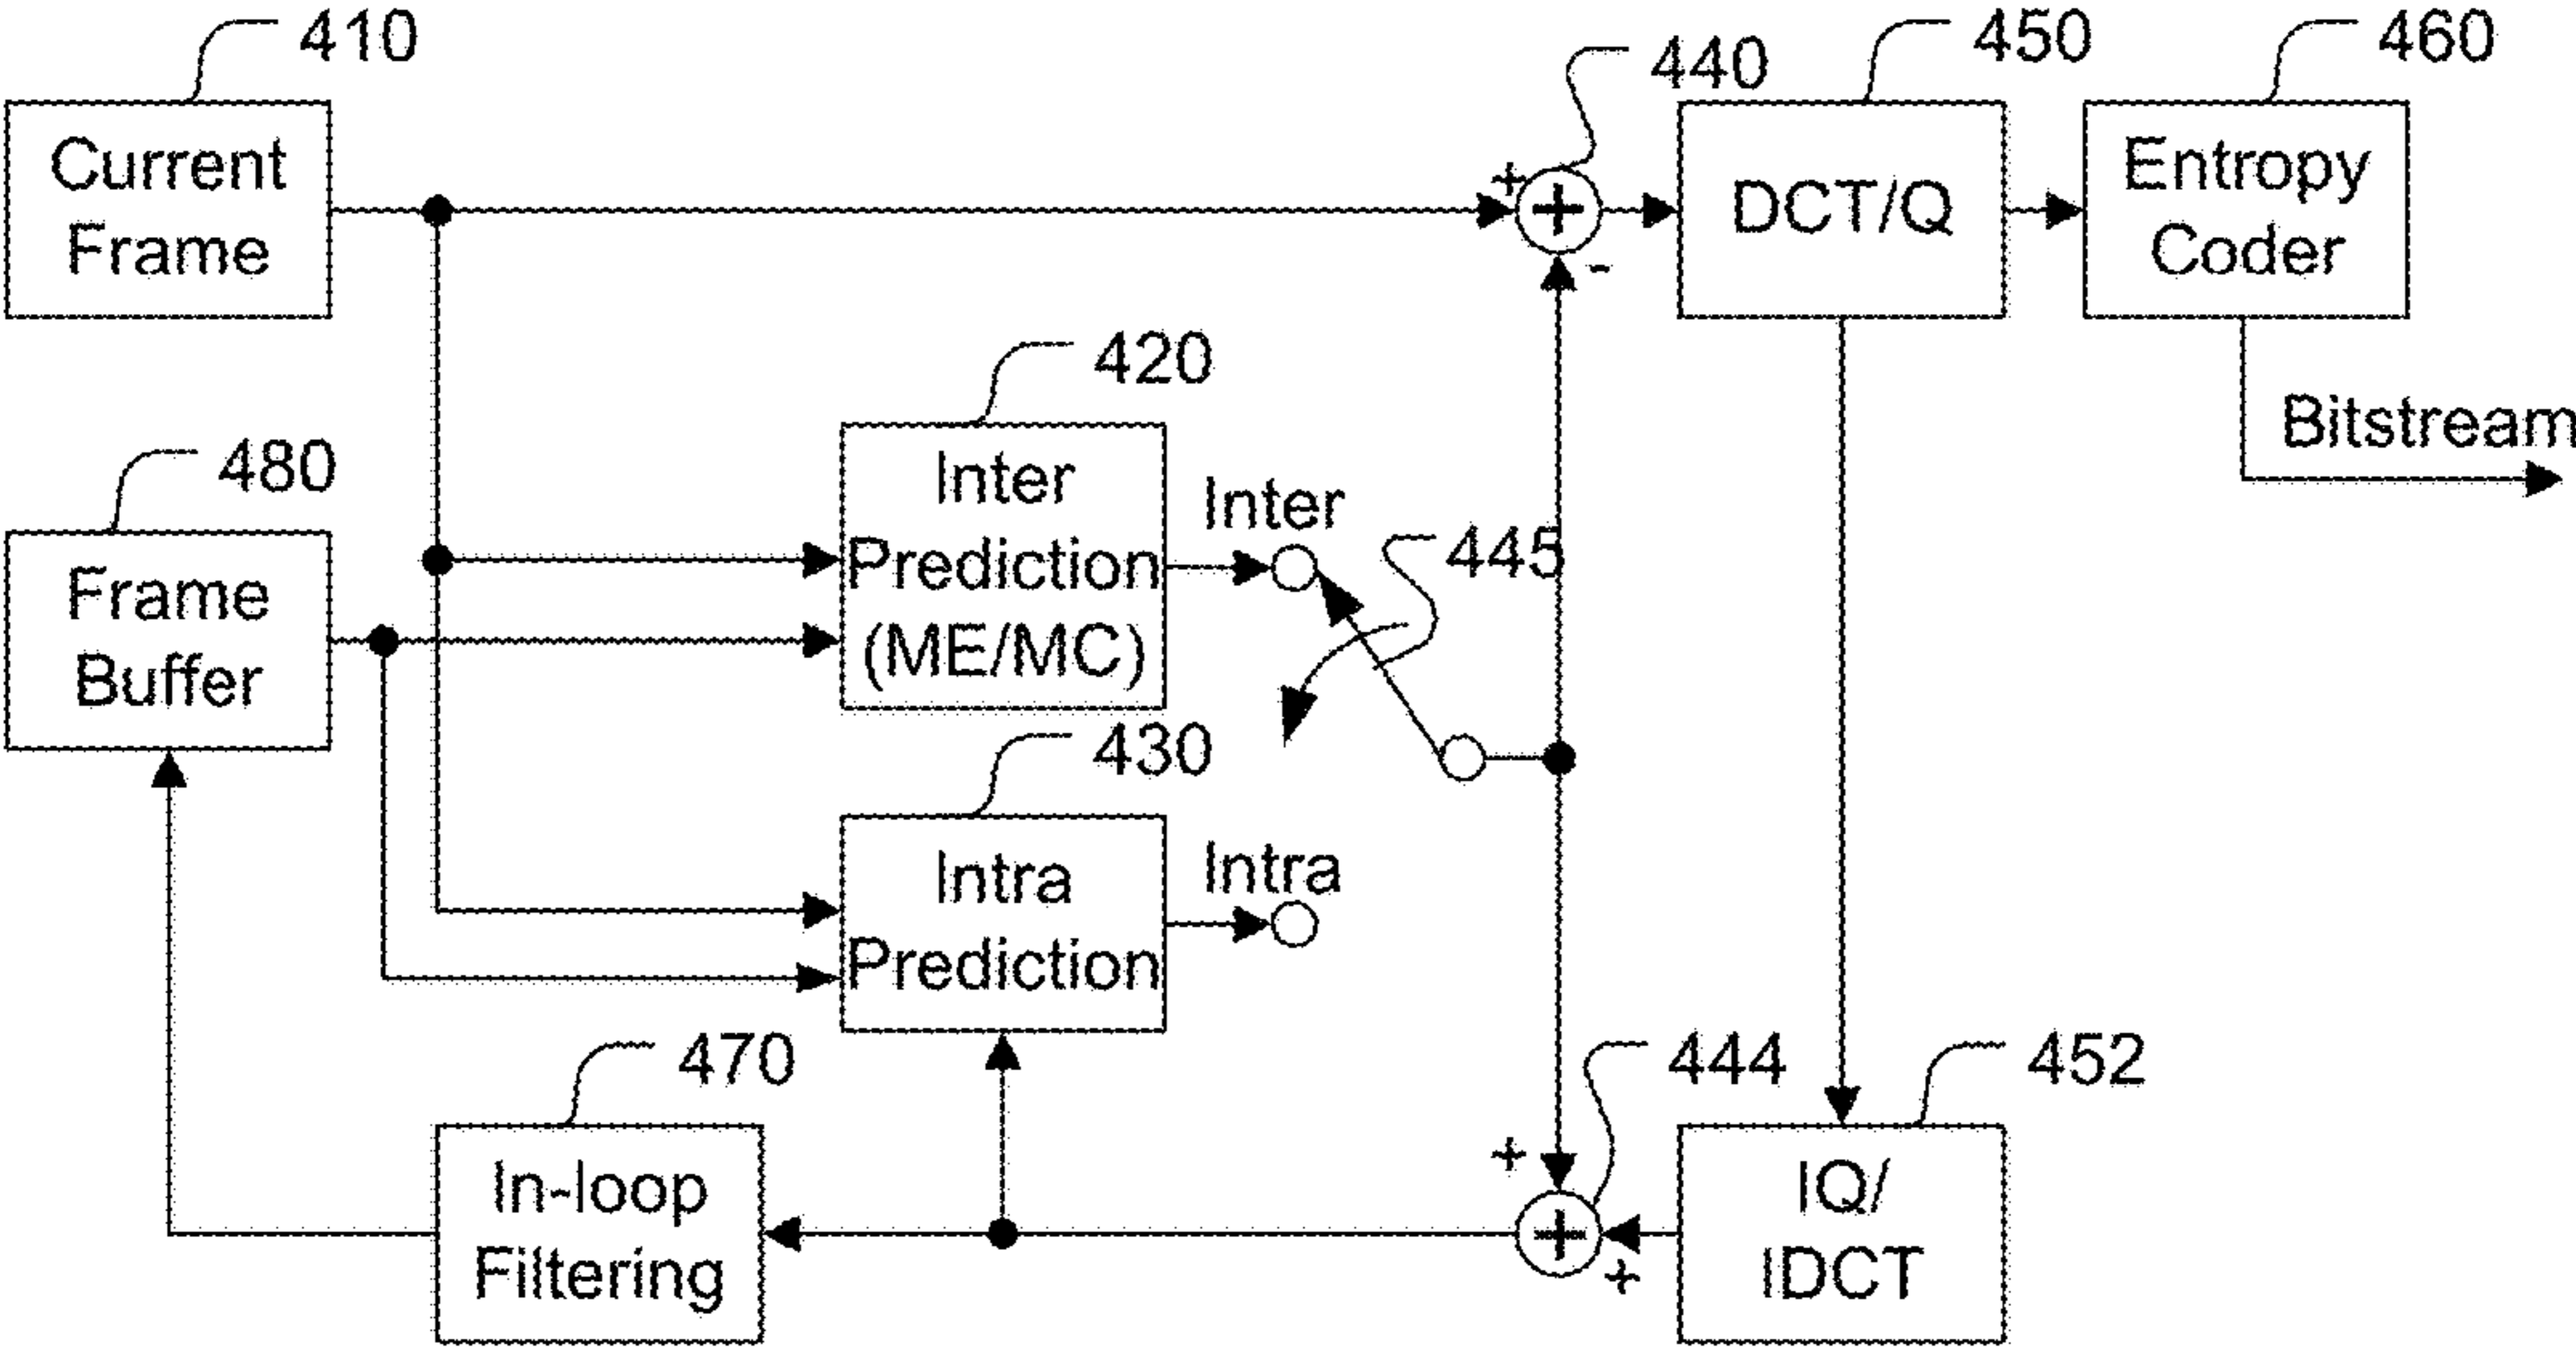 410
Current
Frame
440
+
-
450
DCT/Q
460
Entropy
Coder
Bitstream
480
Frame
Buffer
420
Inter
Prediction
(ME/MC)
Inter
445
430
Intra
Prediction
Intra
470
In-loop
Filtering
444
+
+
452
IQ/
IDCT